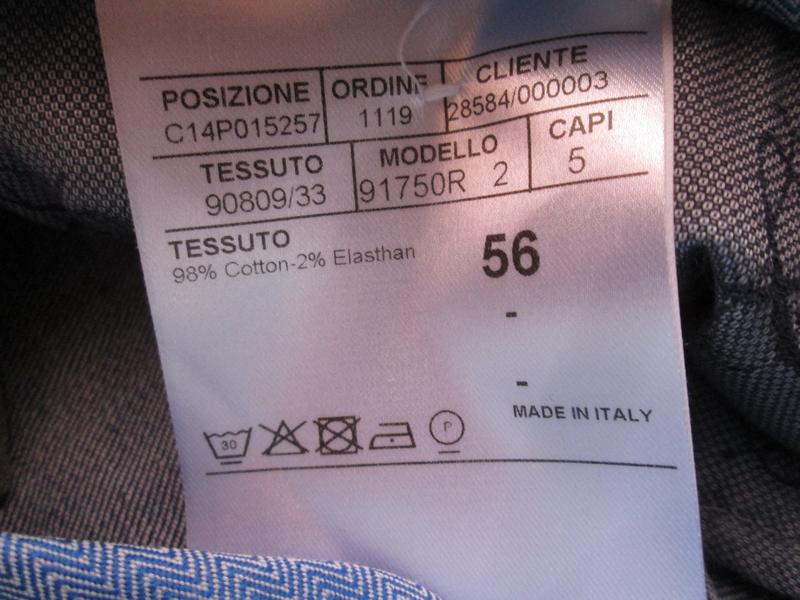 POSIZIONE ORDINE CLIENTE
C14P015257 1119 28584/000003
TESSUTO MODELLO CAPI
90809/33 91750R 2 5
TESSUTO
98% Cotton-2% Elasthan 56
-
-
MADE IN ITALY
30 P